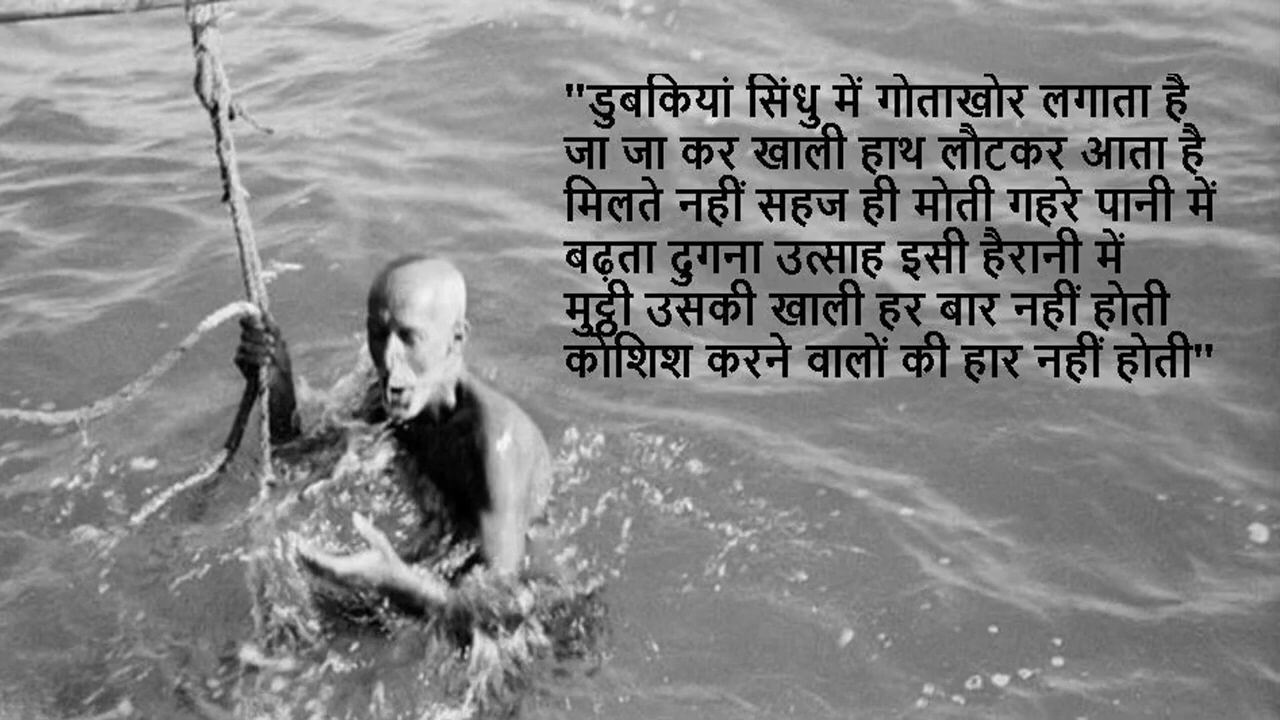 "डुबकियां सिंधु में गोताखोर लगाता है
जा जा कर खाली हाथ लौटकर आता है
मिलते नहीं सहज ही मोती गहरे पानी में
बढ़ता दुगना उत्साह इसी हैरानी में
मुट्ठी उसकी खाली हर बार नहीं होती
कोशिश करने वालों की हार नहीं होती"